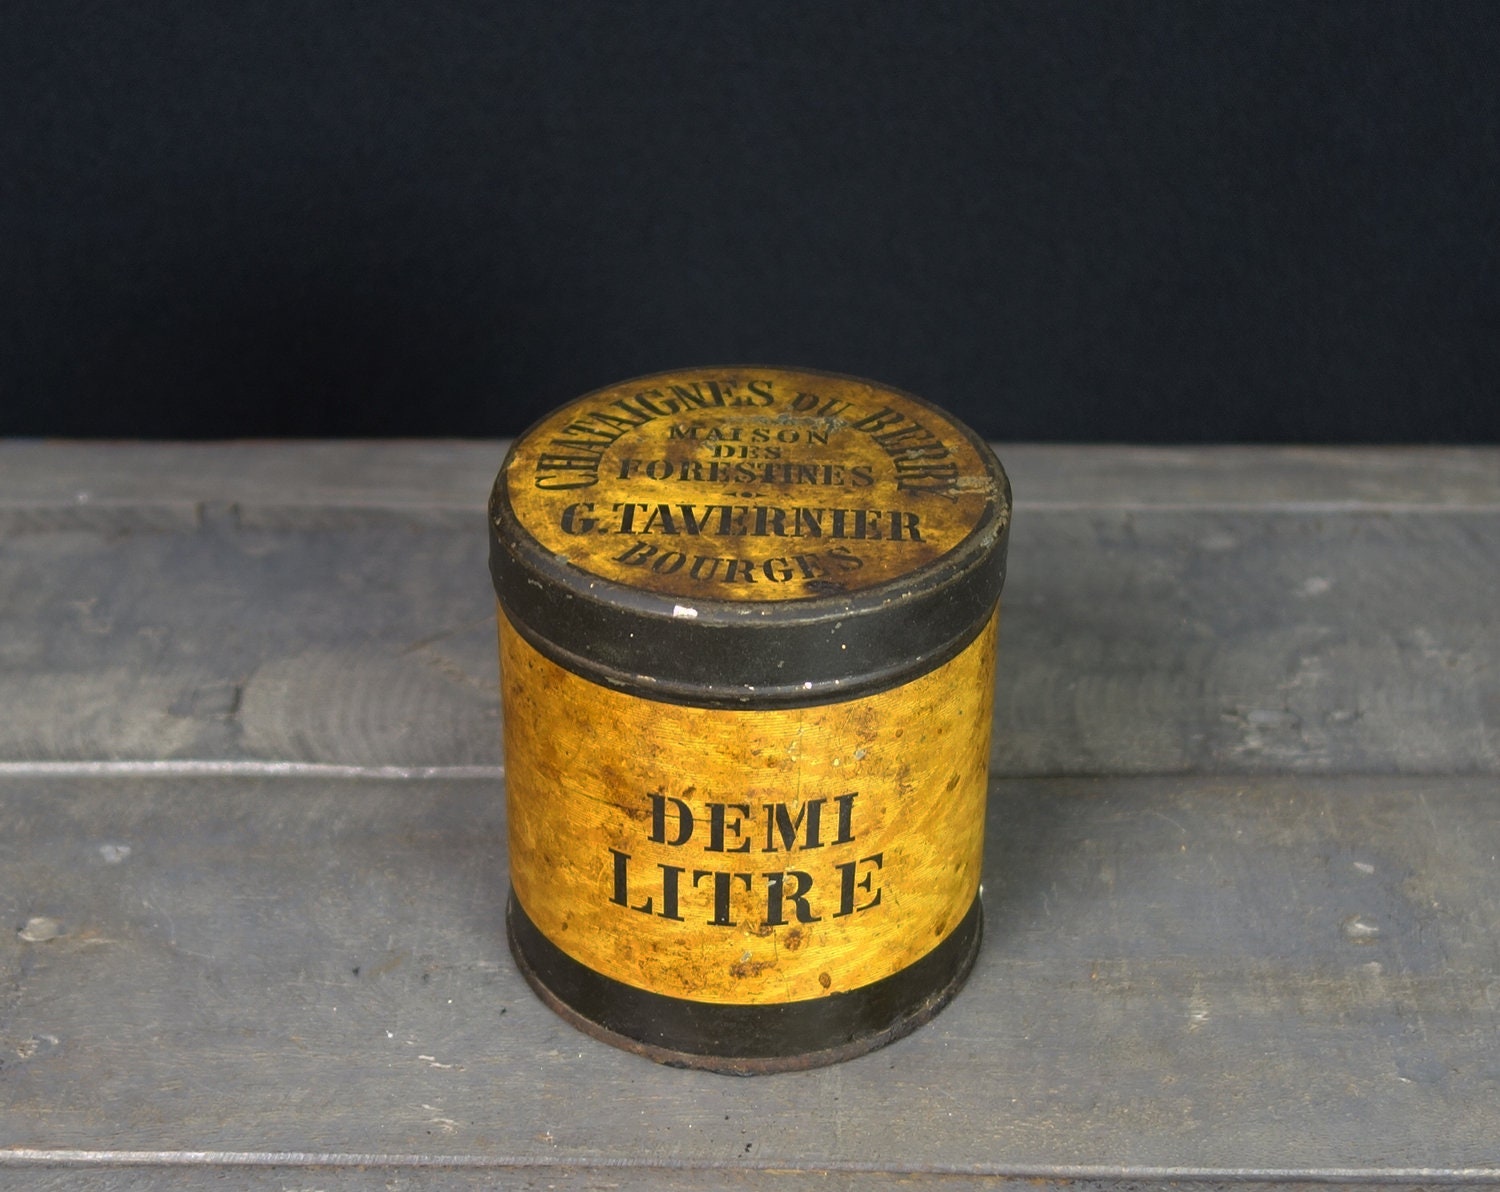 CHATAIGNES DU BERRY
MAISON
DES
FORESTINES
G. TAVERNIER
BOURGES
DEMI
LITRE